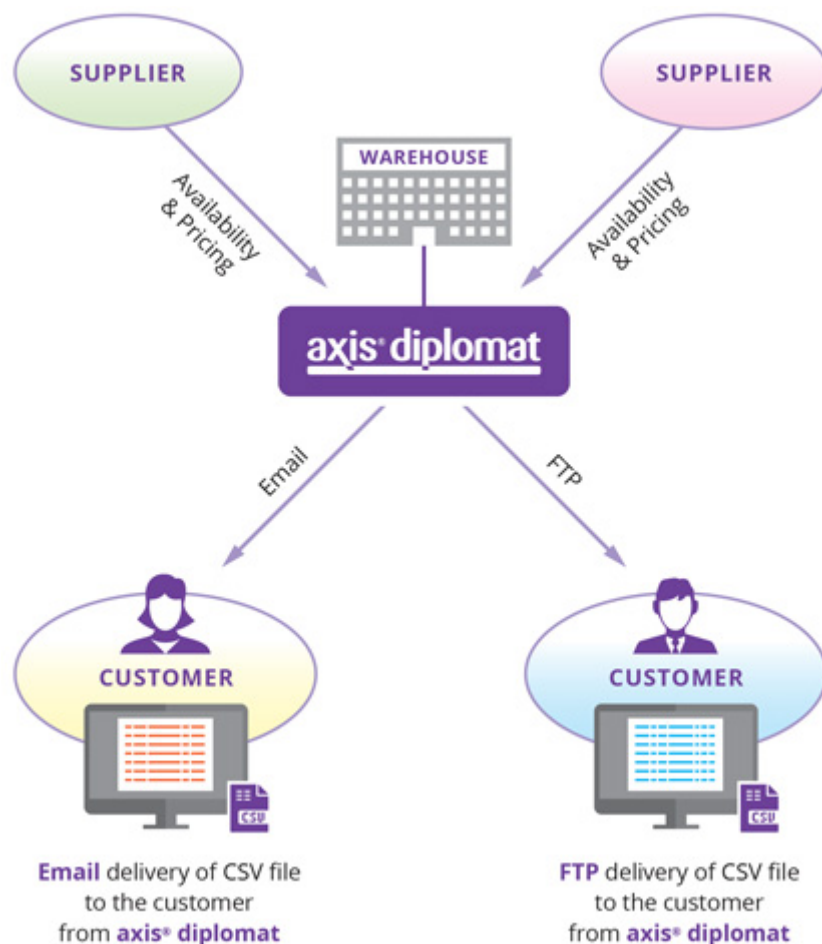 SUPPLIER
SUPPLIER
WAREHOUSE
Availability
& Pricing
Availability
& Pricing
axis® diplomat
Email
FTP
CUSTOMER
CUSTOMER
CSV
CSV
Email delivery of CSV file
to the customer
from axis® diplomat
FTP delivery of CSV file
to the customer
from axis® diplomat